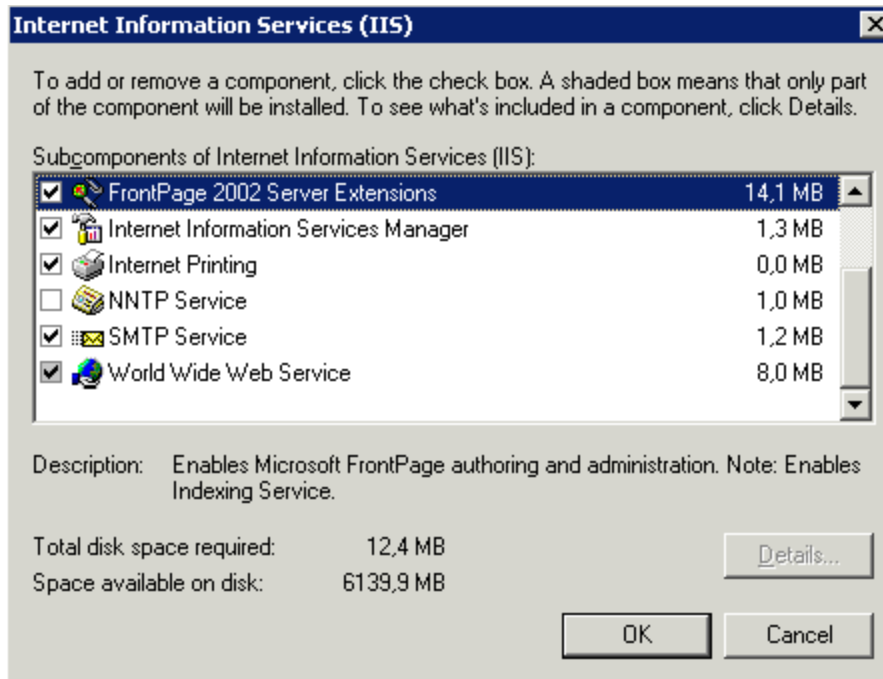 Internet Information Services (IIS)
To add or remove a component, click the check box. A shaded box means that only part
of the component will be installed. To see what's included in a component, click Details.
Subcomponents of Internet Information Services (IIS):
FrontPage 2002 Server Extensions 14,1 MB
Internet Information Services Manager 1,3 MB
Internet Printing 0,0 MB
NNTP Service 1,0 MB
SMTP Service 1,2 MB
World Wide Web Service 8,0 MB
Description: Enables Microsoft FrontPage authoring and administration. Note: Enables
Indexing Service.
Total disk space required: 12,4 MB
Details...
Space available on disk: 6139,9 MB
OK Cancel